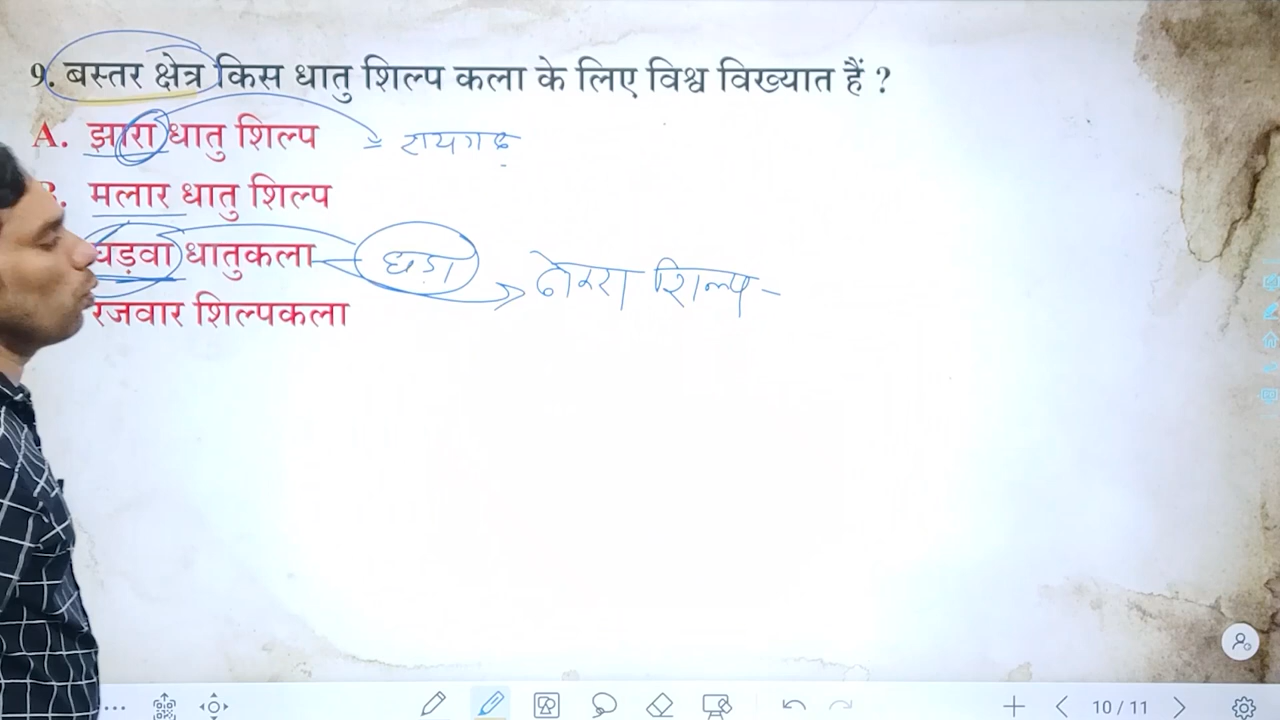 9. बस्तर क्षेत्र किस धातु शिल्प कला के लिए विश्व विख्यात हैं ?
A. झारा धातु शिल्प = रायगढ़
. मलार धातु शिल्प
घड़वा धातुकला घड़ा ढोकरा शिल्प -
रजवार शिल्पकला
10 / 11